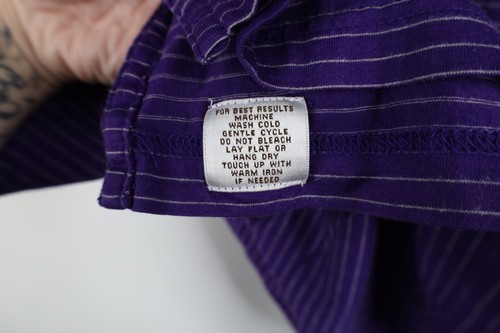 FOR BEST RESULTS
MACHINE
WASH COLD
GENTLE CYCLE
DO NOT BLEACH
LAY FLAT OR
HAND DRY
TOUCH UP WITH
WARM IRON
IF NEEDED